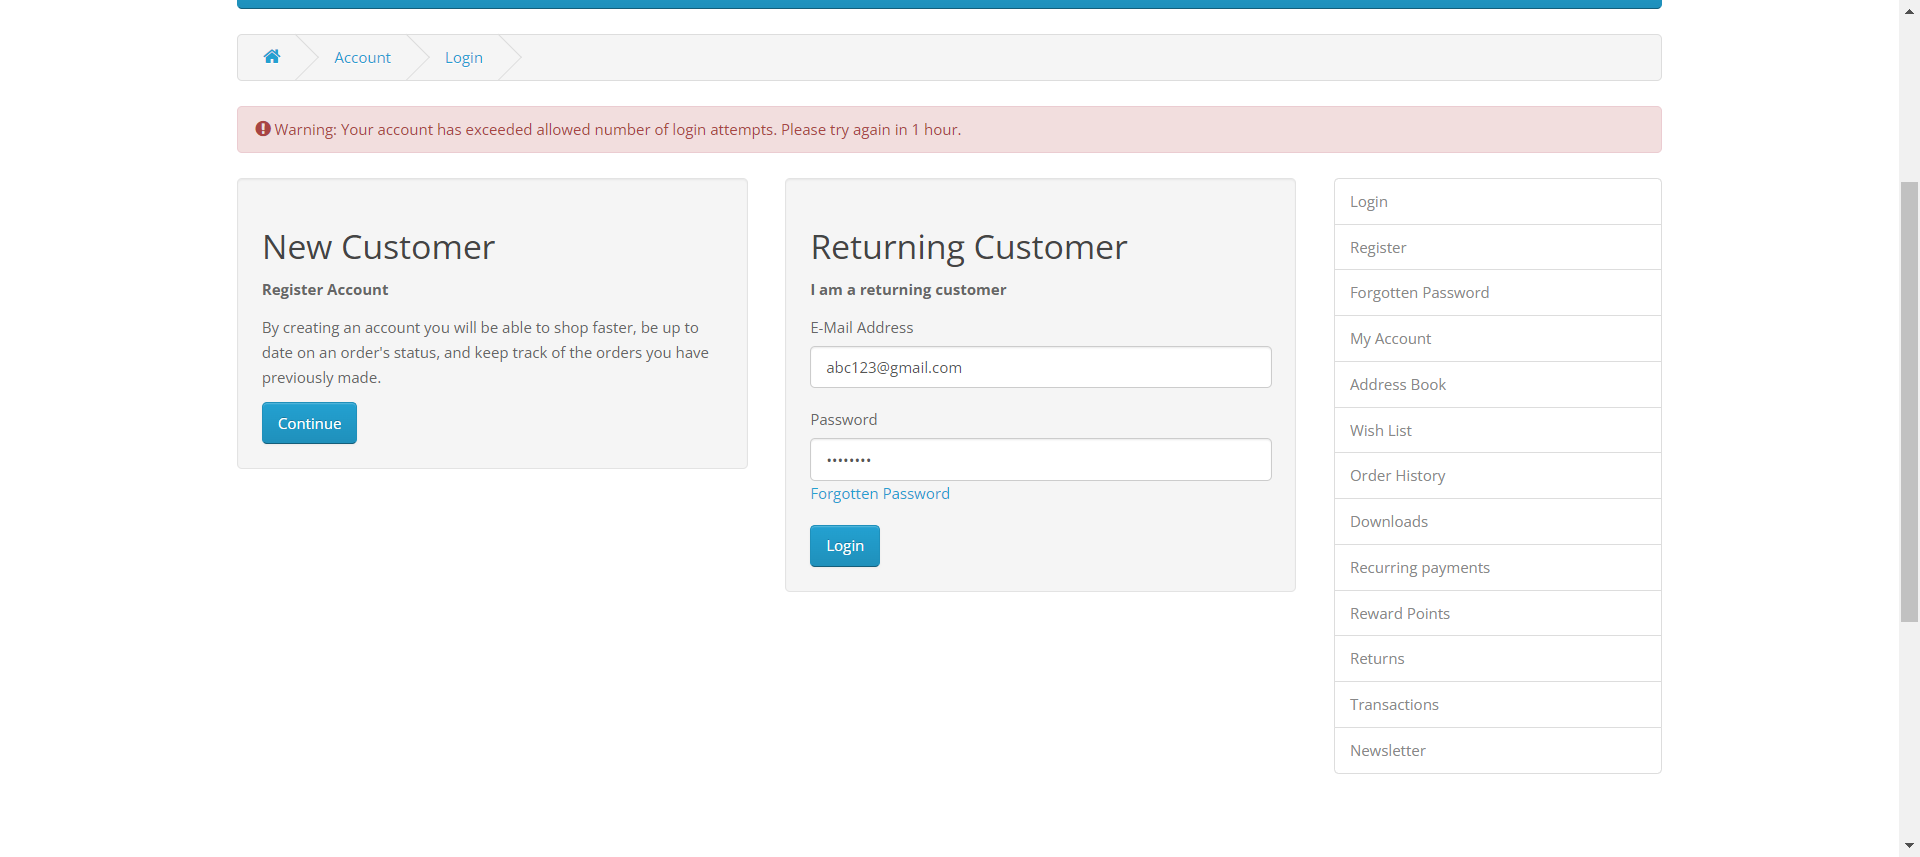 Account
Login
Warning: Your account has exceeded allowed number of login attempts. Please try again in 1 hour.
New Customer
Register Account
By creating an account you will be able to shop faster, be up to
date on an order's status, and keep track of the orders you have
previously made.
Continue
Returning Customer
I am a returning customer
E-Mail Address
abc123@gmail.com
Password
••••••••
Forgotten Password
Login
Login
Register
Forgotten Password
My Account
Address Book
Wish List
Order History
Downloads
Recurring payments
Reward Points
Returns
Transactions
Newsletter